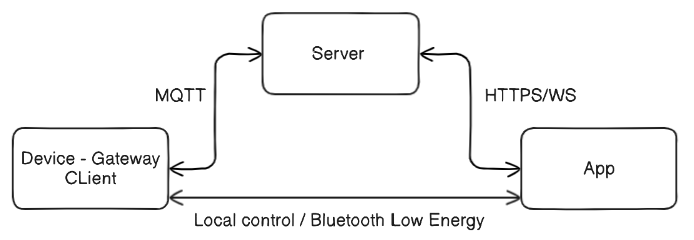 Server
MQTT
HTTPS/WS
Device - Gateway
CLient
App
Local control / Bluetooth Low Energy